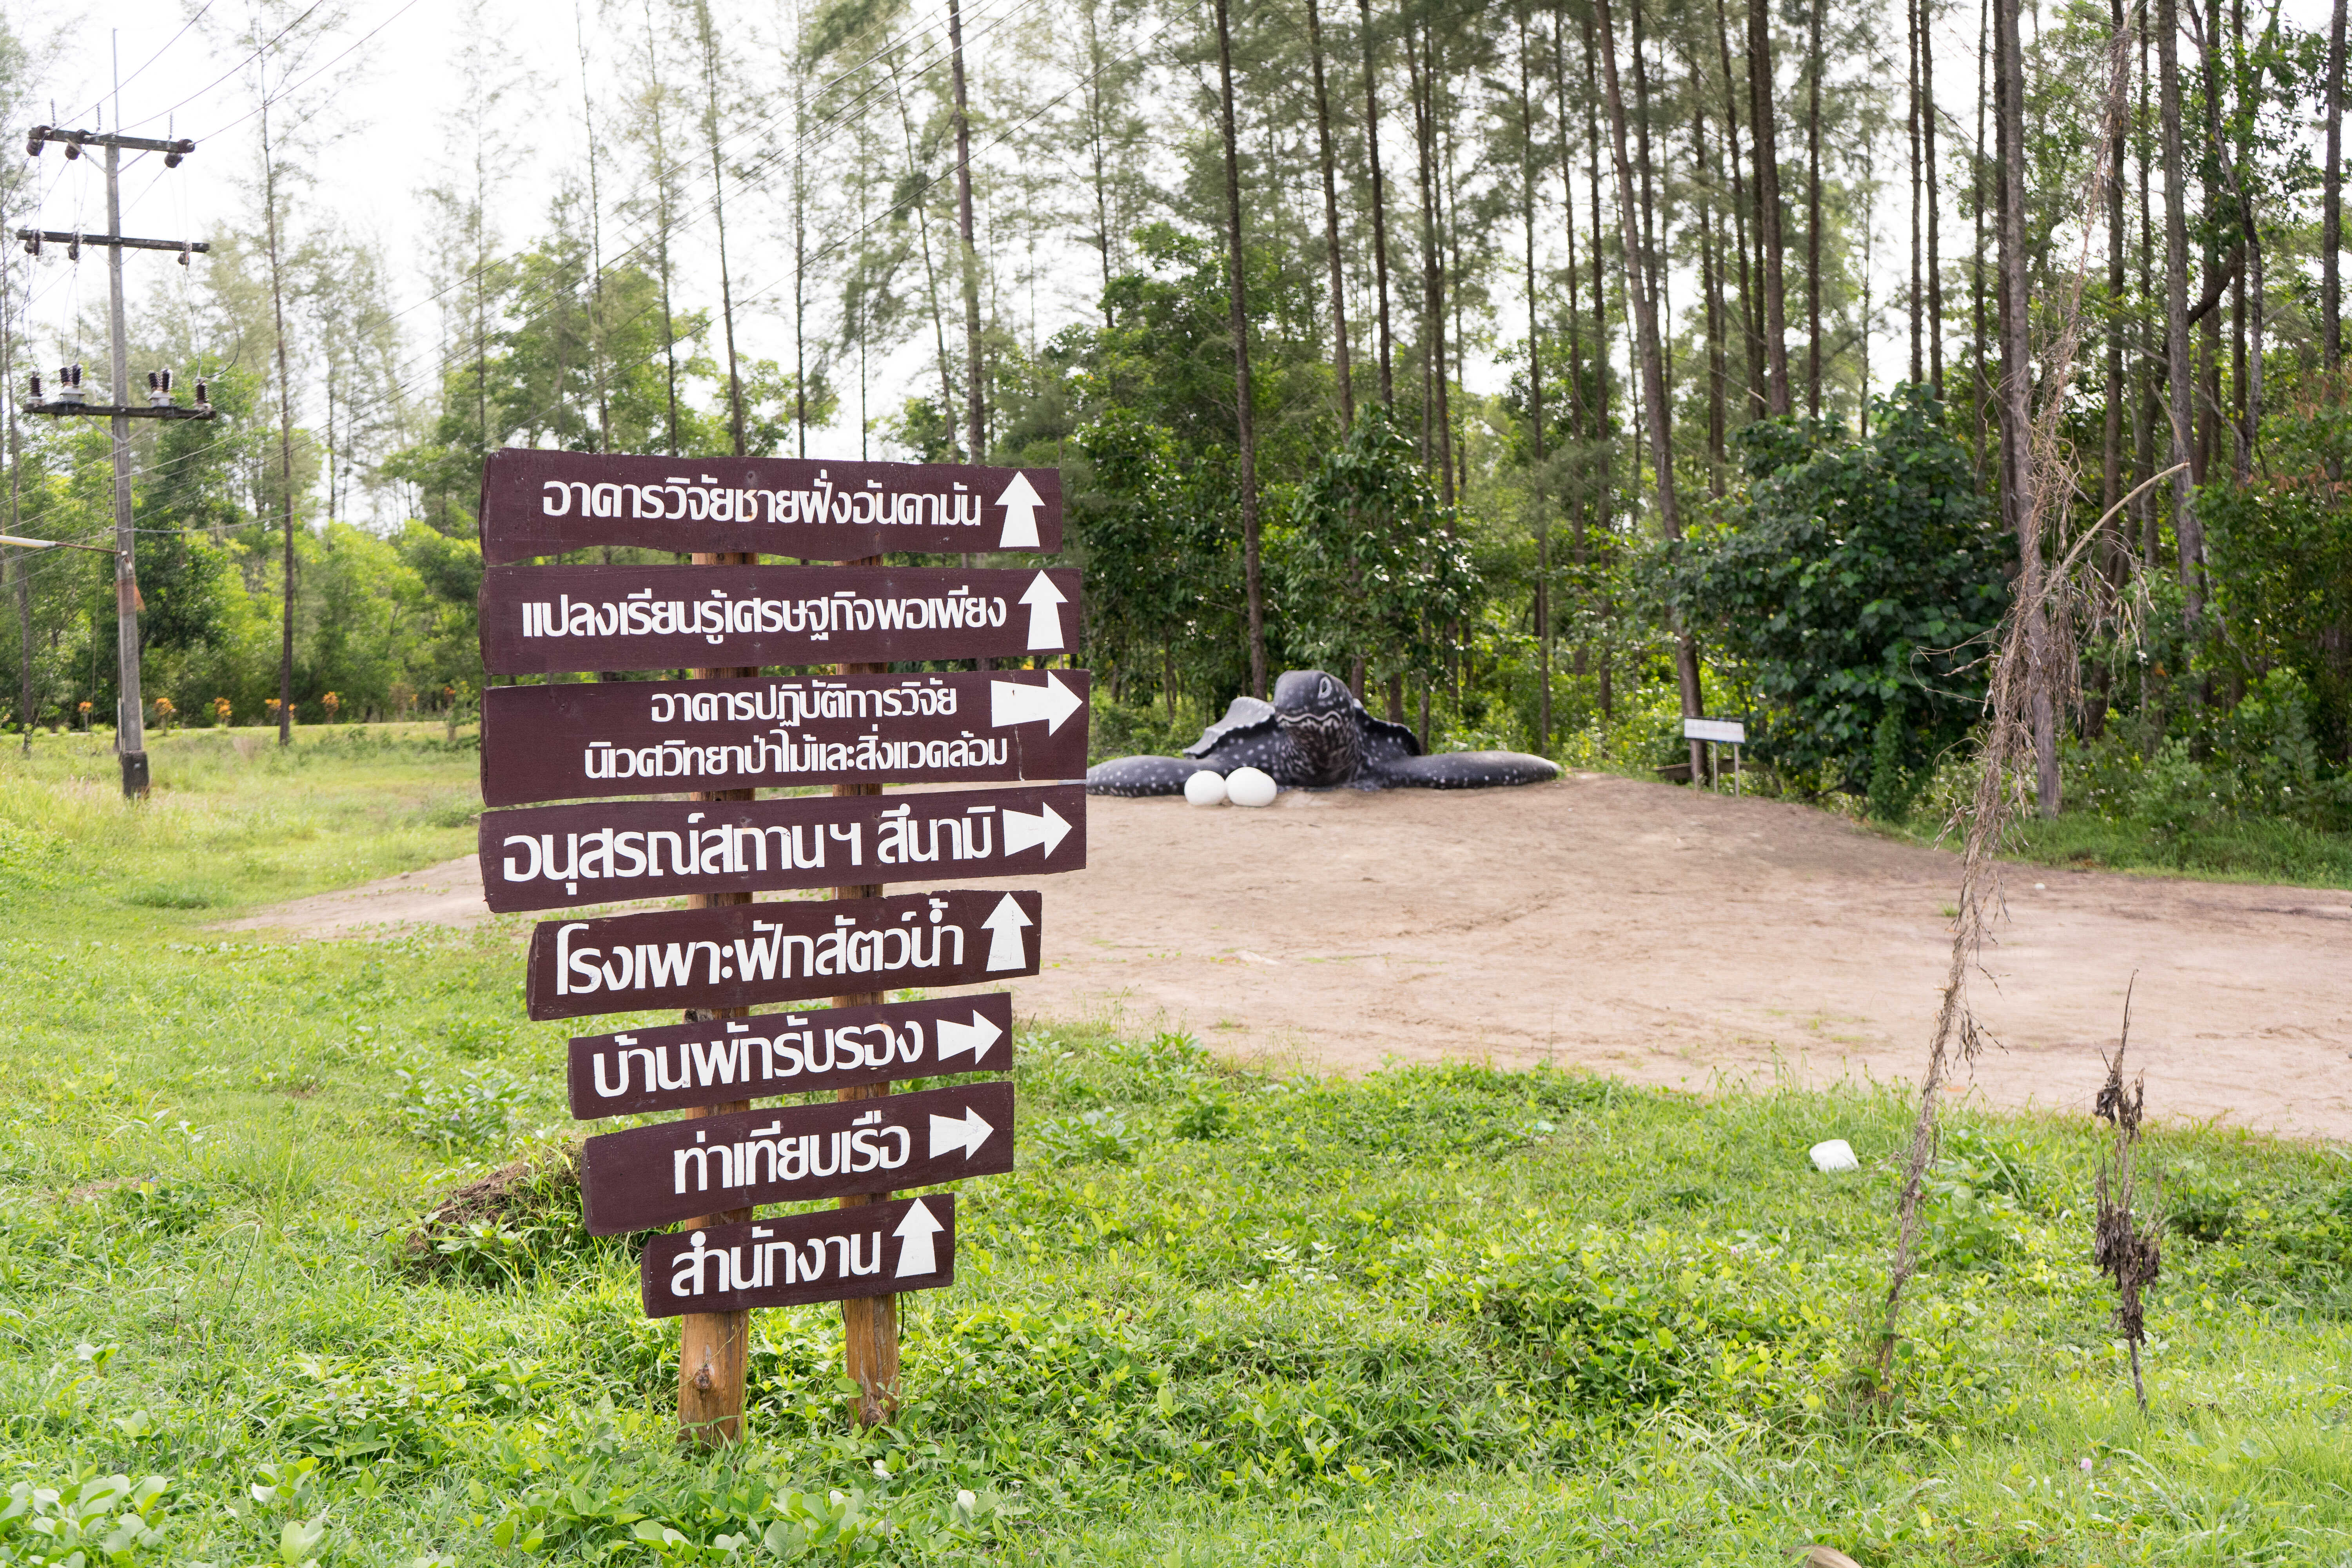 อาคารวิจัยชายฝั่งอันดามัน
แปลงเรียนรู้เศรษฐกิจพอเพียง
อาคารปฏิบัติการวิจัย
นิเวศวิทยาป่าไม้และสิ่งแวดล้อม
อนุสรณ์สถานฯ สึนามิ
โรงเพาะฟักสัตว์น้ำ
บ้านพักรับรอง
ท่าเทียบเรือ
สำนักงาน